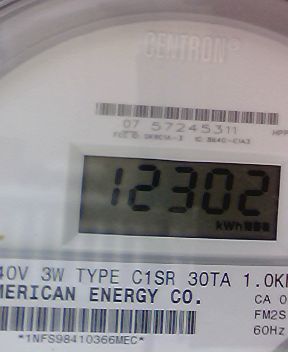 CENTRON®
07 57245311
12302
kWh
40V 3W TYPE C1SR 30TA 1.0K
MERICAN ENERGY CO.
CA 0
FM2S
60Hz
*1NFS98410366MEC*